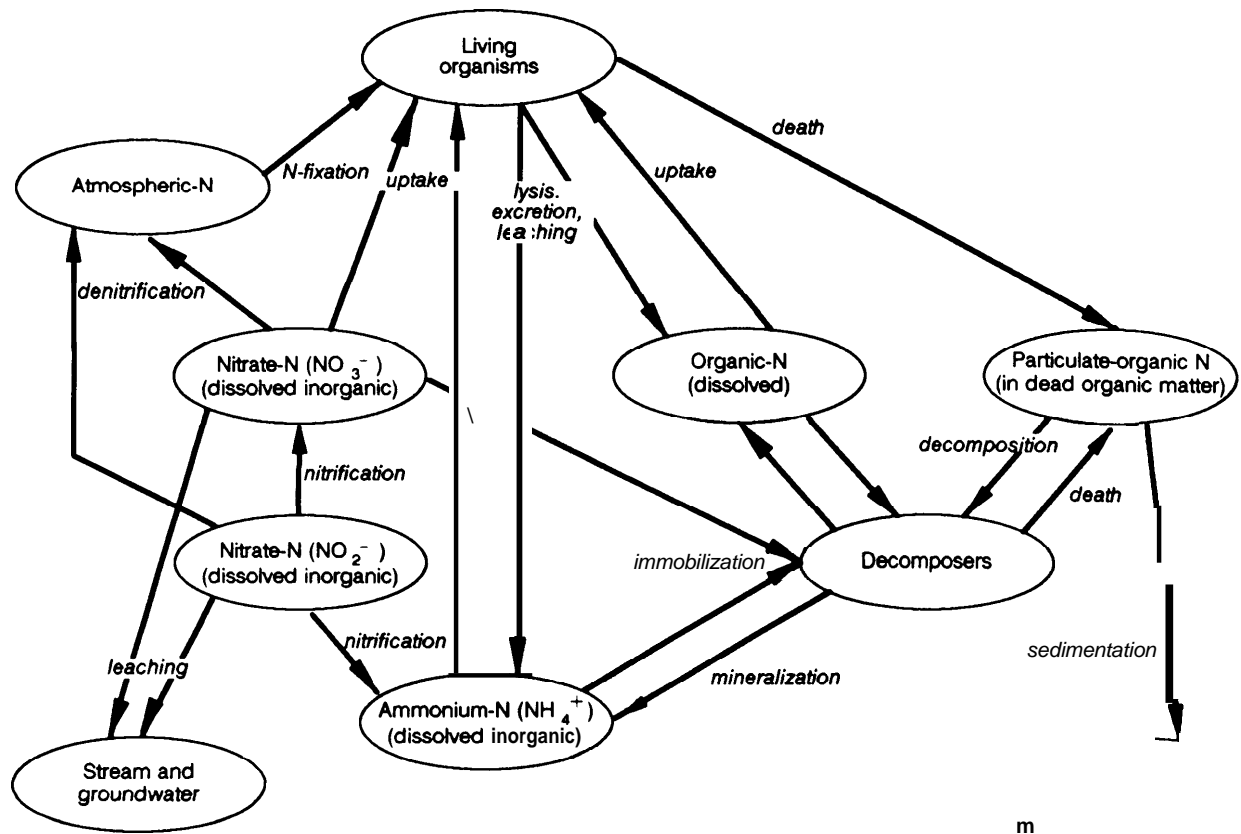 Living
organisms
death
Atmospheric-N
N-fixation
uptake
lysis.
excretion,
leaching
uptake
denitrification
Nitrate-N (NO3⁻)
(dissolved inorganic)
Organic-N
(dissolved)
Particulate-organic N
(in dead organic matter)
\
decomposition
nitrification
death
Nitrate-N (NO2⁻)
(dissolved inorganic)
immobilization
Decomposers
nitrification
sedimentation
leaching
mineralization
Ammonium-N (NH4⁺)
(dissolved inorganic)
Stream and
groundwater
m